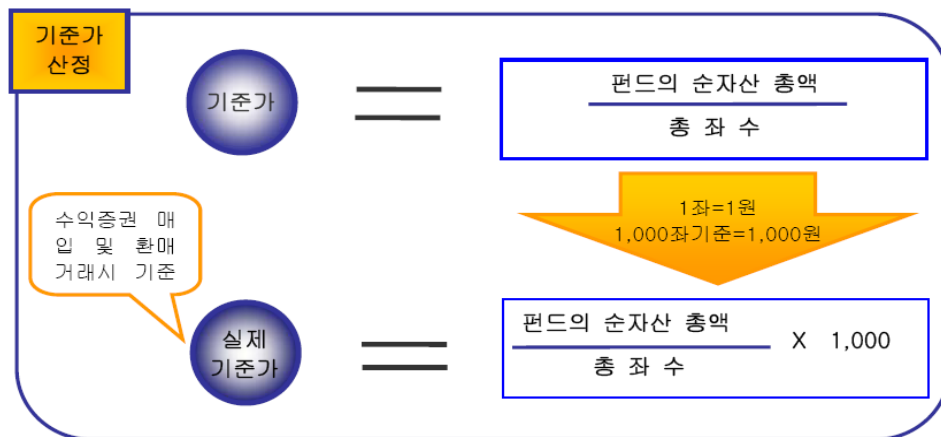 기준가
산정
기준가
펀드의 순자산 총액
총 좌 수
1좌=1원
1,000좌기준=1,000원
수익증권 매
입 및 환매
거래시 기준
실제
기준가
펀드의 순자산 총액
총 좌 수
X 1,000